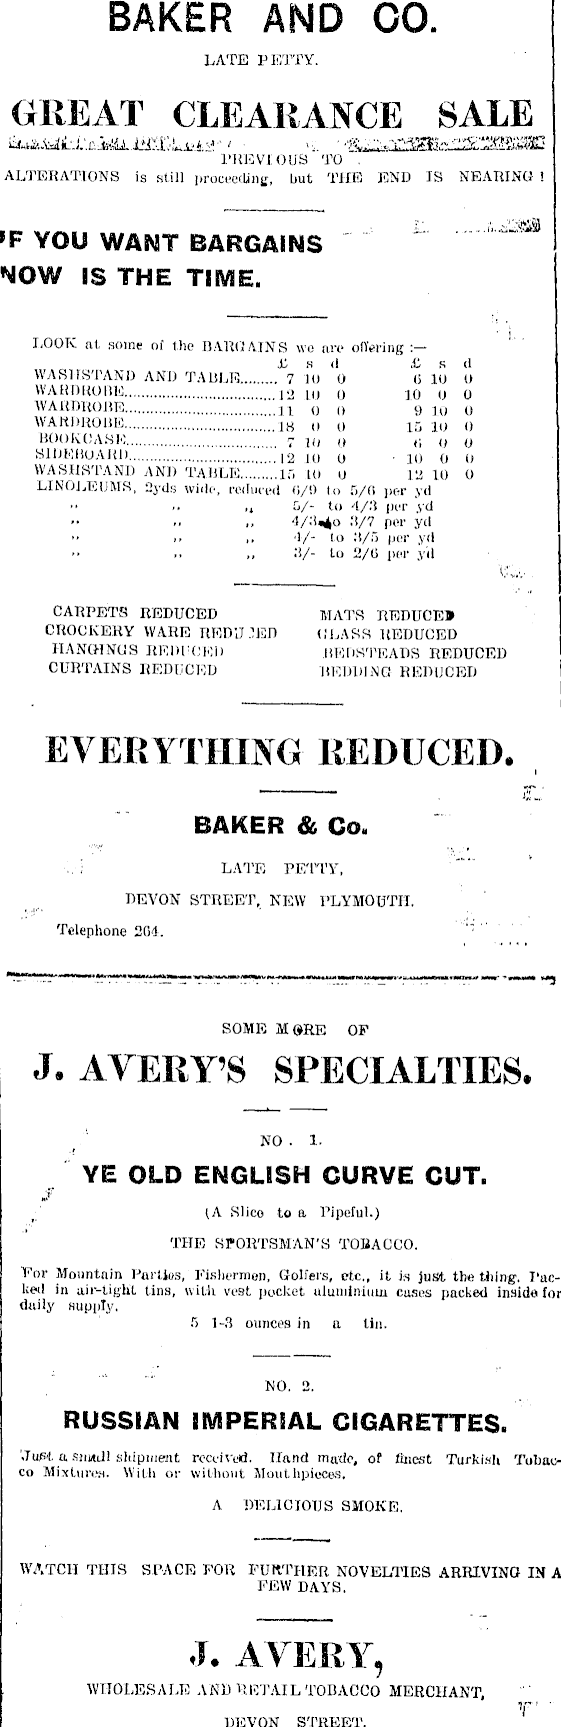 BAKER AND CO.
LATE PETTY.
GREAT CLEARANCE SALE
PREVIOUS TO
ALTERATIONS is still proceeding, but THE END IS NEARING!
IF YOU WANT BARGAINS
NOW IS THE TIME.
LOOK at some of the BARGAINS we are offering :—
£ s d £ s d
WASHSTAND AND TABLE........ 7 10 0 6 10 0
WARDROBE..............................12 10 0 10 0 0
WARDROBE..............................11 0 0 9 10 0
WARDROBE..............................18 0 0 15 10 0
BOOKCASE.............................. 7 10 0 6 0 0
SIDEBOARD.............................12 10 0 10 0 0
WASHSTAND AND TABLE........15 10 0 12 10 0
LINOLEUMS, 2yds wide, reduced 6/9 to 5/6 per yd
„ „ „ 5/- to 4/3 per yd
„ „ „ 4/3 to 3/7 per yd
„ „ „ 4/- to 3/5 per yd
„ „ „ 3/- to 2/6 per yd
CARPETS REDUCED MATS REDUCED
CROCKERY WARE REDUCED GLASS REDUCED
HANGINGS REDUCED BEDSTEADS REDUCED
CURTAINS REDUCED BEDDING REDUCED
EVERYTHING REDUCED.
BAKER & Co.
LATE PETTY,
DEVON STREET, NEW PLYMOUTH.
Telephone 264.
SOME MORE OF
J. AVERY'S SPECIALTIES.
NO. 1.
YE OLD ENGLISH CURVE CUT.
(A Slice to a Pipeful.)
THE SPORTSMAN'S TOBACCO.
For Mountain Parties, Fishermen, Golfers, etc., it is just the thing. Pac-
ked in air-tight tins, with vest pocket aluminium cases packed inside for
daily supply.
5 1-3 ounces in a tin.
NO. 2.
RUSSIAN IMPERIAL CIGARETTES.
Just a small shipment received. Hand made, of finest Turkish Tobac-
co Mixtures. With or without Mouthpieces.
A DELICIOUS SMOKE.
WATCH THIS SPACE FOR FURTHER NOVELTIES ARRIVING IN A
FEW DAYS.
J. AVERY,
WHOLESALE AND RETAIL TOBACCO MERCHANT,
DEVON STREET.